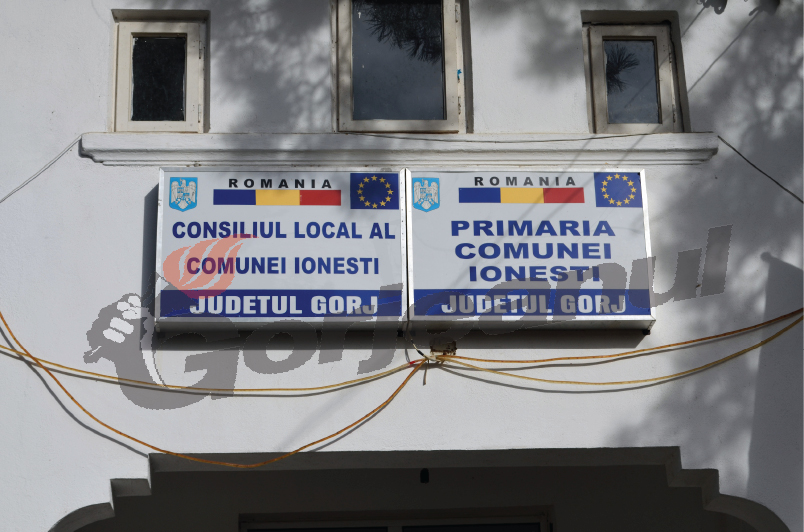 ROMANIA
CONSILIUL LOCAL AL
COMUNEI IONESTI
JUDETUL GORJ
ROMANIA
PRIMARIA
COMUNEI
IONESTI
JUDETUL GORJ
Gorjeanul